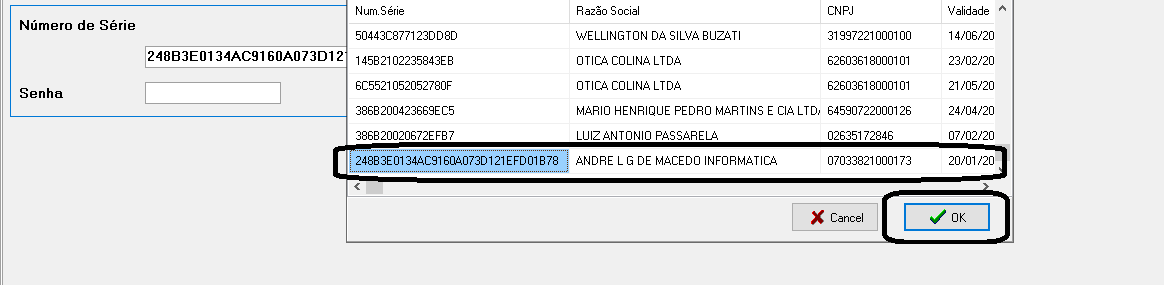 Num.Série Razão Social CNPJ Validade
Número de Série
50443C877123DD8D WELLINGTON DA SILVA BUZATI 31997221000100 14/06/20
248B3E0134AC9160A073D121
145B2102235843EB OTICA COLINA LTDA 62603618000101 23/02/20
6C5521052052780F OTICA COLINA LTDA 62603618000101 21/05/20
Senha
386B200423669EC5 MARIO HENRIQUE PEDRO MARTINS E CIA LTDA 64590722000126 24/04/20
386B20020672EFB7 LUIZ ANTONIO PASSARELA 02635172846 07/02/20
248B3E0134AC9160A073D121EFD01B78 ANDRE L G DE MACEDO INFORMATICA 07033821000173 20/01/20
Cancel OK